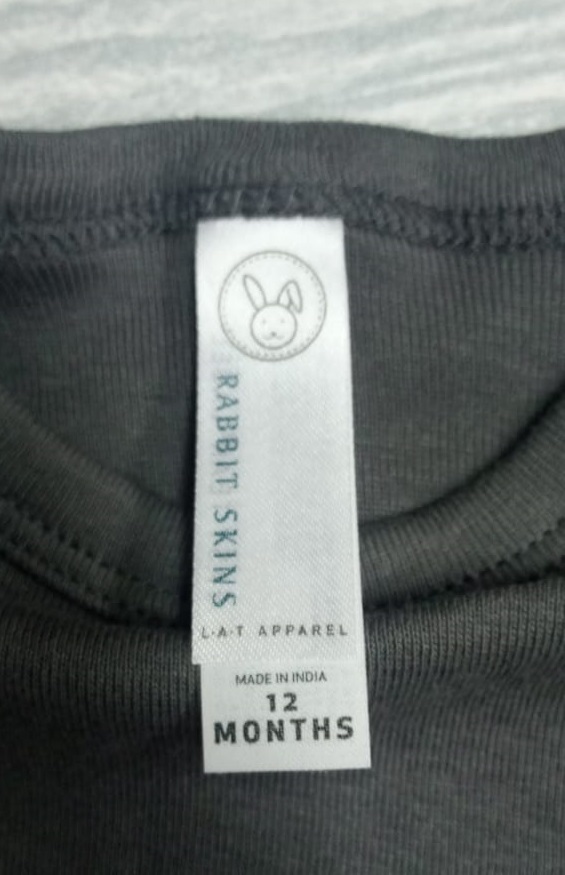 RABBIT SKINS
L·A·T APPAREL
MADE IN INDIA
12
MONTHS